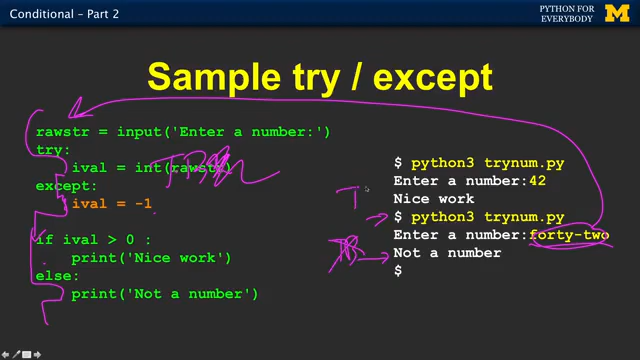 Conditional - Part 2
PYTHON FOR
EVERYBODY
M
Sample try / except
rawstr = input('Enter a number:')
try:
ival = int(rawstr)
except:
ival = -1
if ival > 0 :
print('Nice work')
else:
print('Not a number')
$ python3 trynum.py
Enter a number:42
Nice work
$ python3 trynum.py
Enter a number:forty-two
Not a number
$